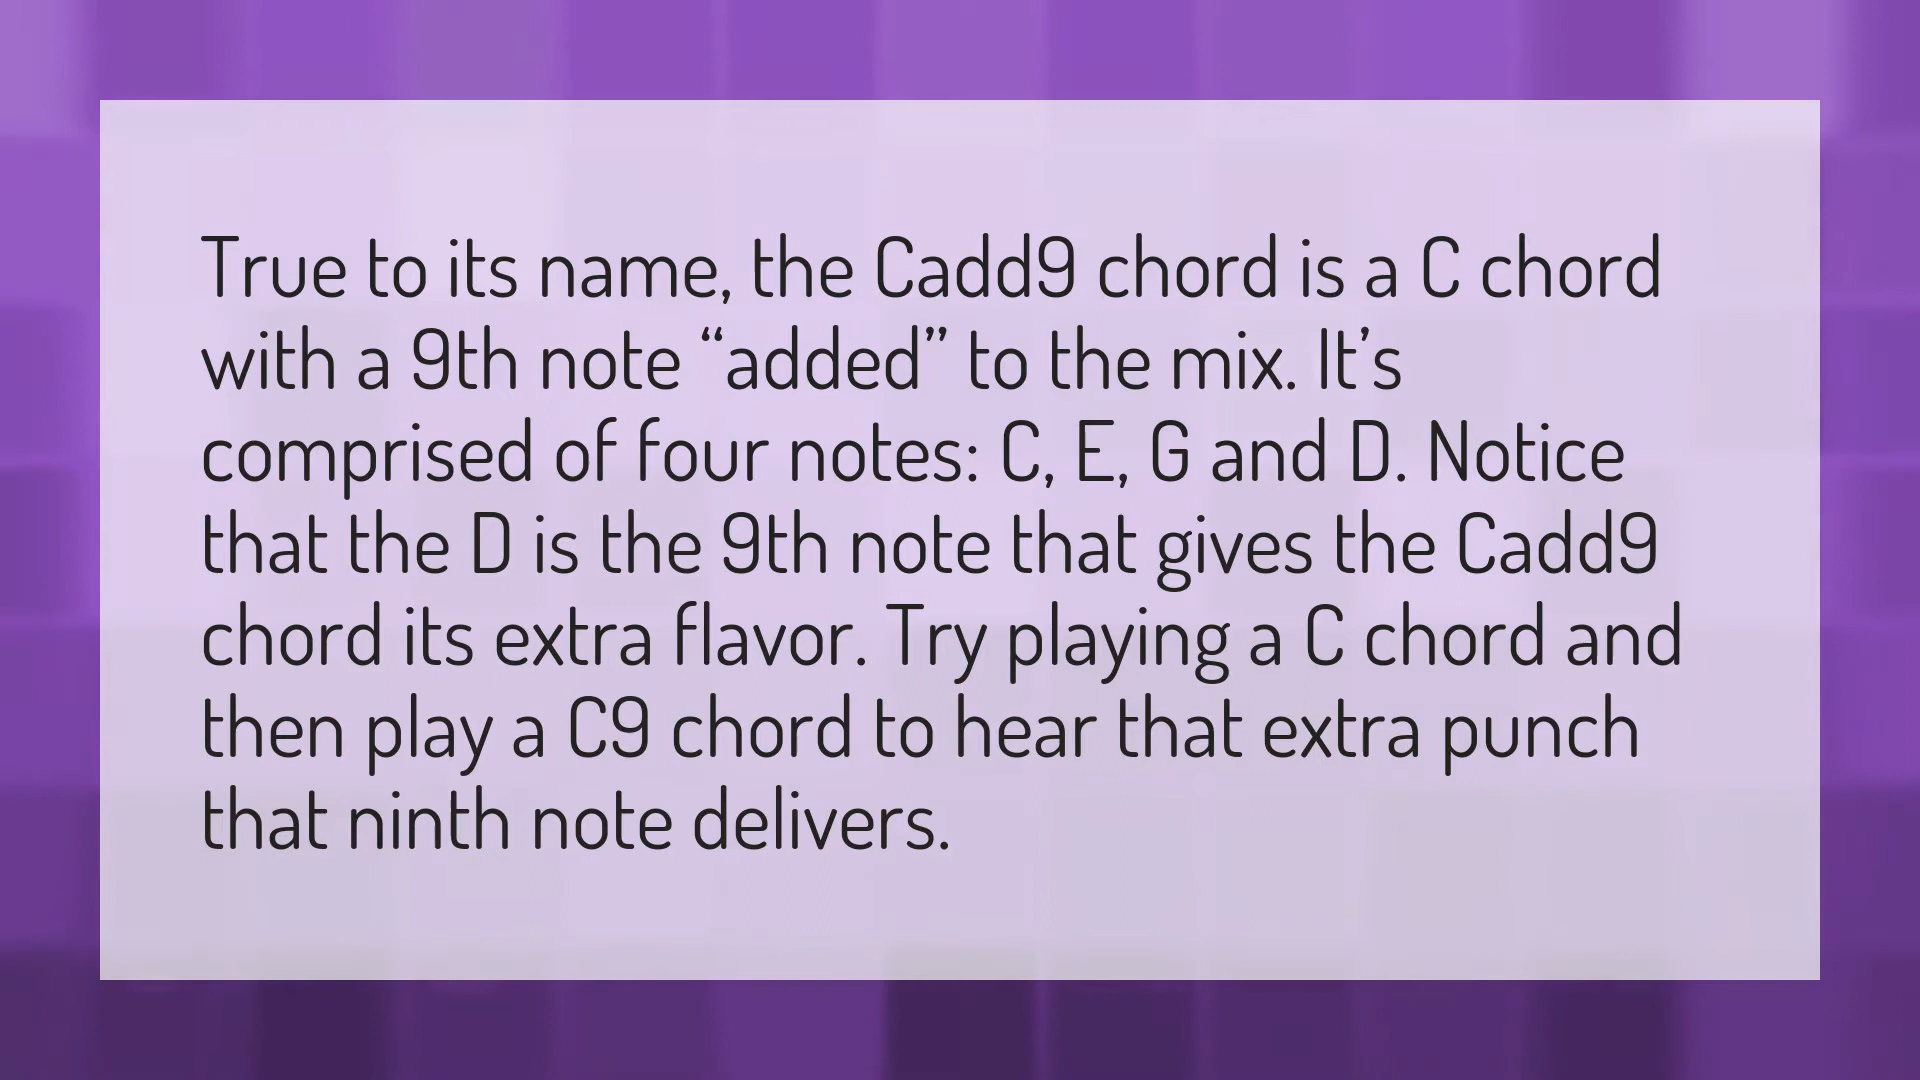 True to its name, the Cadd9 chord is a C chord
with a 9th note “added” to the mix. It’s
comprised of four notes: C, E, G and D. Notice
that the D is the 9th note that gives the Cadd9
chord its extra flavor. Try playing a C chord and
then play a C9 chord to hear that extra punch
that ninth note delivers.